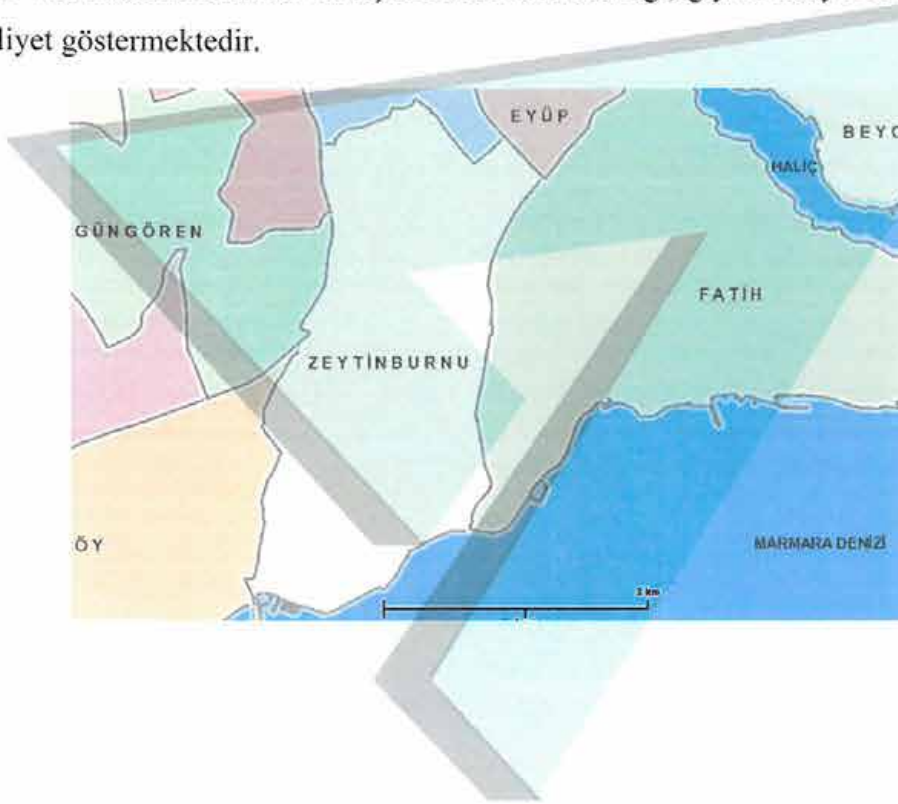 liyet göstermektedir.
EYÜP
BEYO
HALİÇ
GÜNGÖREN
FATİH
ZEYTİNBURNU
ÖY
MARMARA DENİZİ